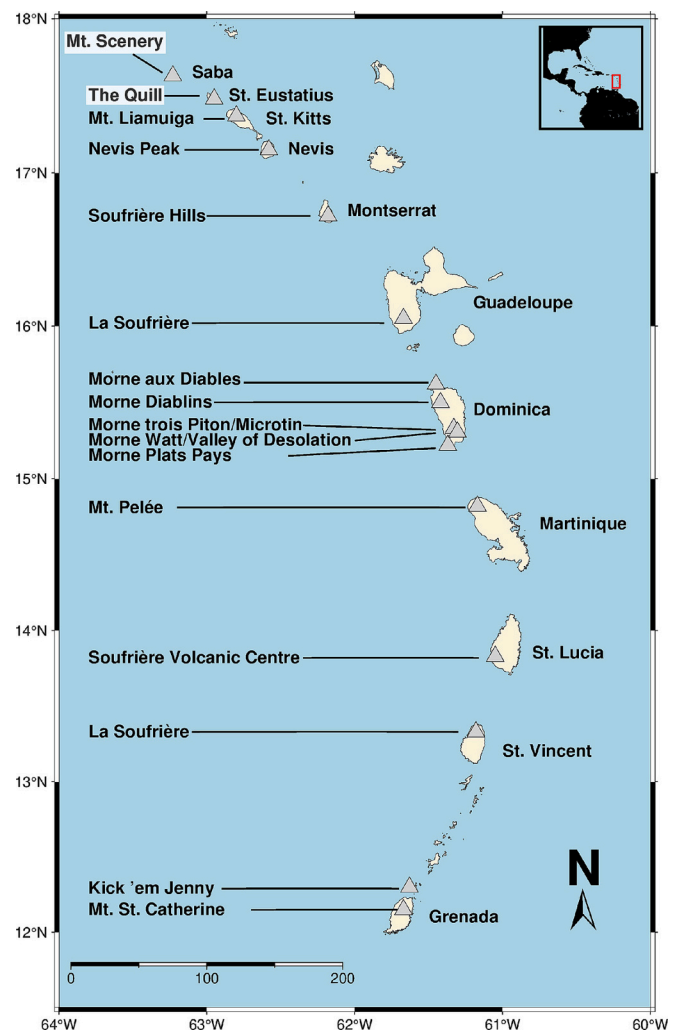 18°N
Mt. Scenery
Saba
The Quill
St. Eustatius
Mt. Liamuiga
St. Kitts
Nevis Peak
Nevis
17°N
Soufrière Hills
Montserrat
Guadeloupe
La Soufrière
16°N
Morne aux Diables
Morne Diablins
Dominica
Morne trois Piton/Microtin
Morne Watt/Valley of Desolation
Morne Plats Pays
15°N
Mt. Pelée
Martinique
14°N
Soufrière Volcanic Centre
St. Lucia
La Soufrière
St. Vincent
13°N
N
Kick 'em Jenny
Mt. St. Catherine
Grenada
12°N
0 100 200
64°W 63°W 62°W 61°W 60°W